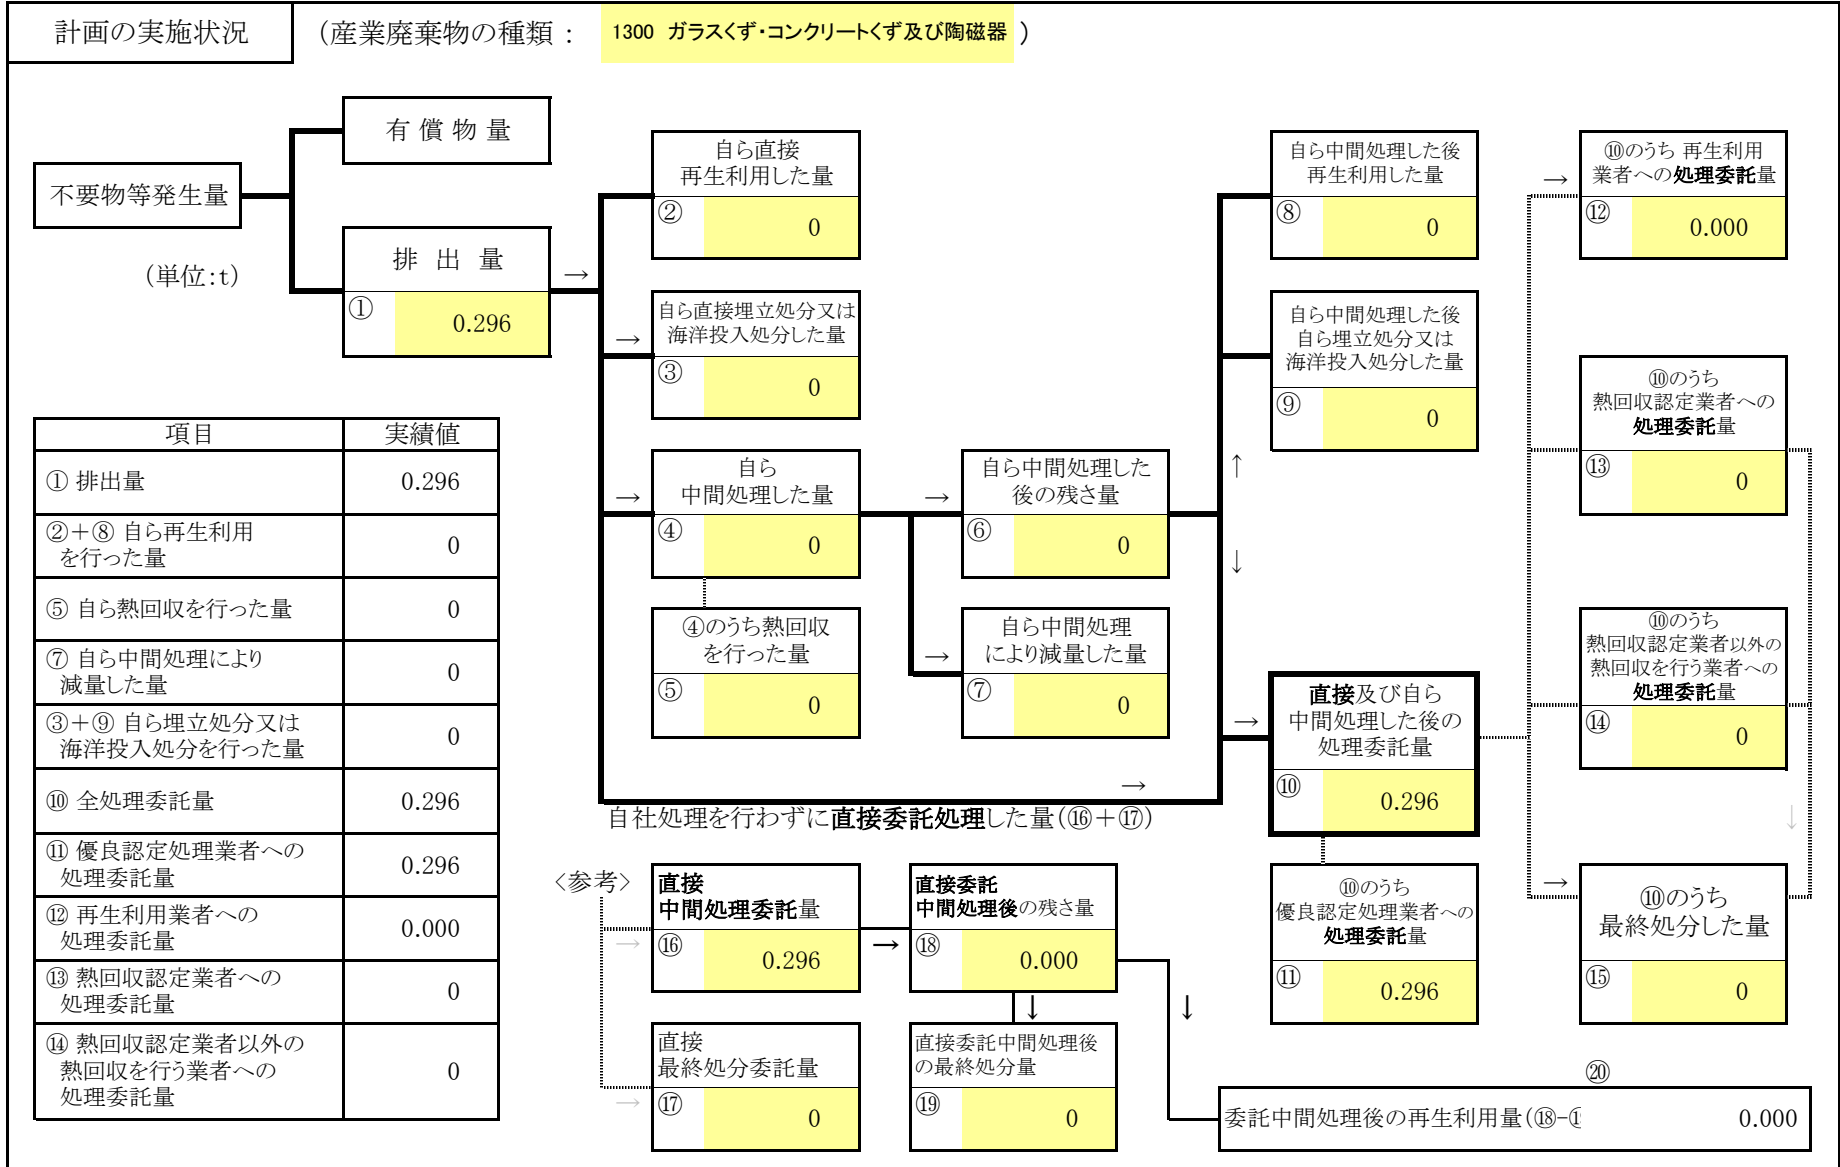 計画の実施状況
（産業廃棄物の種類： 1300 ガラスくず・コンクリートくず及び陶磁器 ）
不要物等発生量
（単位：t）
有 償 物 量
排 出 量
→
① 0.296
自ら直接
再生利用した量
② 0
→
自ら直接埋立処分又は
海洋投入処分した量
③ 0
→
自ら
中間処理した量
④ 0
④のうち熱回収
を行った量
⑤ 0
→
自ら中間処理した
後の残さ量
⑥ 0
→
自ら中間処理
により減量した量
⑦ 0
自ら中間処理した後
再生利用した量
⑧ 0
自ら中間処理した後
自ら埋立処分又は
海洋投入処分した量
⑨ 0
↑
↓
→
直接及び自ら
中間処理した後の
処理委託量
⑩ 0.296
⑩のうち
優良認定処理業者への
処理委託量
⑪ 0.296
→
⑩のうち 再生利用
業者への処理委託量
⑫ 0.000
⑩のうち
熱回収認定業者への
処理委託量
⑬ 0
⑩のうち
熱回収認定業者以外の
熱回収を行う業者への
処理委託量
⑭ 0
↓
→
⑩のうち
最終処分した量
⑮ 0
→
自社処理を行わずに直接委託処理した量（⑯＋⑰）
〈参考〉
→
直接
中間処理委託量
⑯ 0.296
→
直接
最終処分委託量
⑰ 0
→
直接委託
中間処理後の残さ量
⑱ 0.000
↓
↓
直接委託中間処理後
の最終処分量
⑲ 0
⑳
委託中間処理後の再生利用量（⑱-
0.000
項目 実績値
① 排出量 0.296
②＋⑧ 自ら再生利用
を行った量 0
⑤ 自ら熱回収を行った量 0
⑦ 自ら中間処理により
減量した量 0
③＋⑨ 自ら埋立処分又は
海洋投入処分を行った量 0
⑩ 全処理委託量 0.296
⑪ 優良認定処理業者への
処理委託量 0.296
⑫ 再生利用業者への
処理委託量 0.000
⑬ 熱回収認定業者への
処理委託量 0
⑭ 熱回収認定業者以外の
熱回収を行う業者への
処理委託量 0